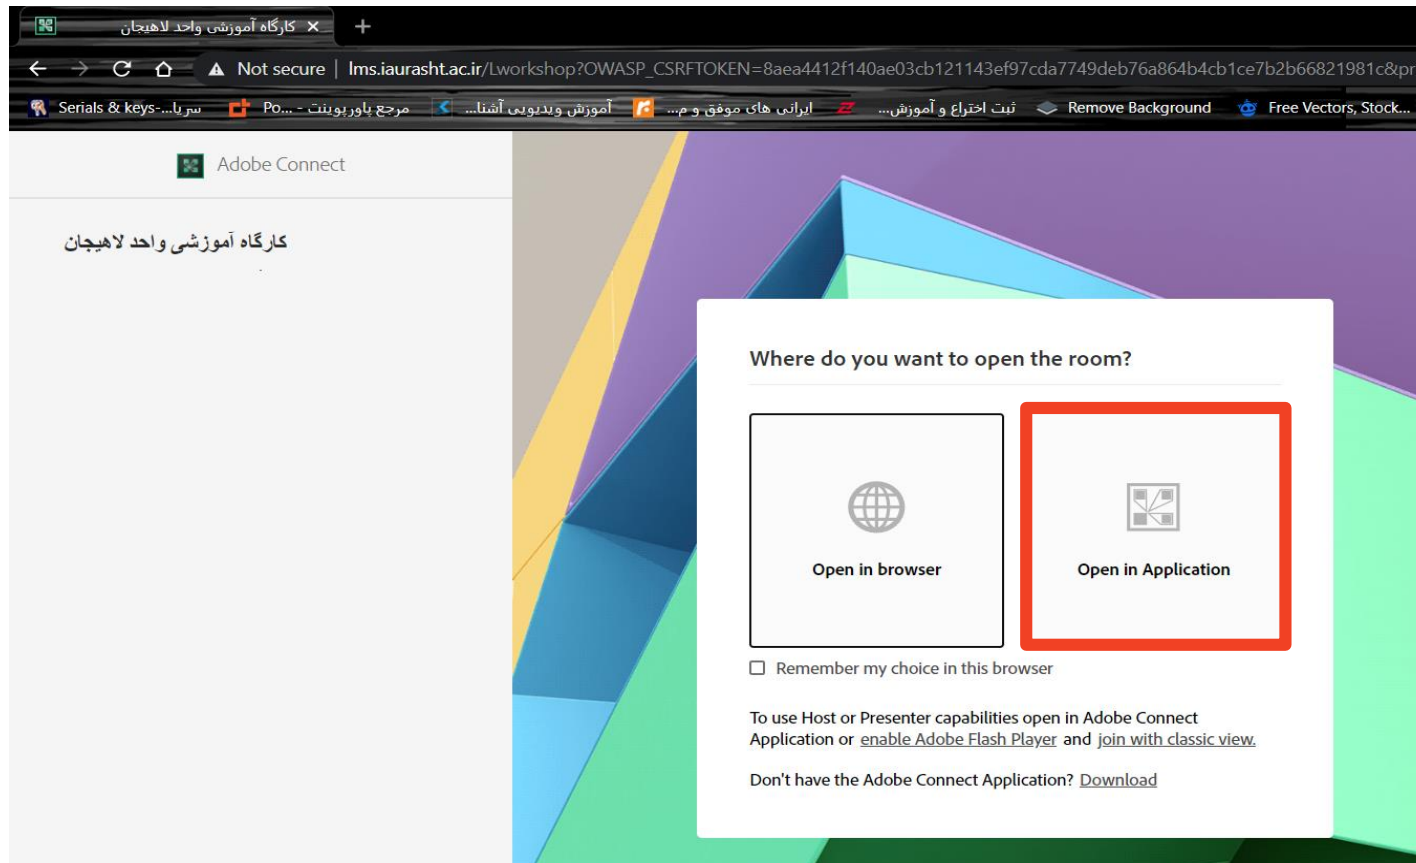 کارگاه آموزشی واحد لاهیجان
Not secure | lms.iaurasht.ac.ir/Lworkshop?OWASP_CSRFTOKEN=8aea4412f140ae03cb121143ef97cda7749deb76a864b4cb1ce7b2b66821981c&pr
Serials & keys-...سریا
Po... - مرجع پاورپوینت
آموزش ویدیویی آشنا...
ایرانی های موفق و م...
ثبت اختراع و آموزش...
Remove Background
Free Vectors, Stock...
Adobe Connect
کارگاه آموزشی واحد لاهیجان
Where do you want to open the room?
Open in browser
Open in Application
Remember my choice in this browser
To use Host or Presenter capabilities open in Adobe Connect
Application or enable Adobe Flash Player and join with classic view.
Don't have the Adobe Connect Application? Download